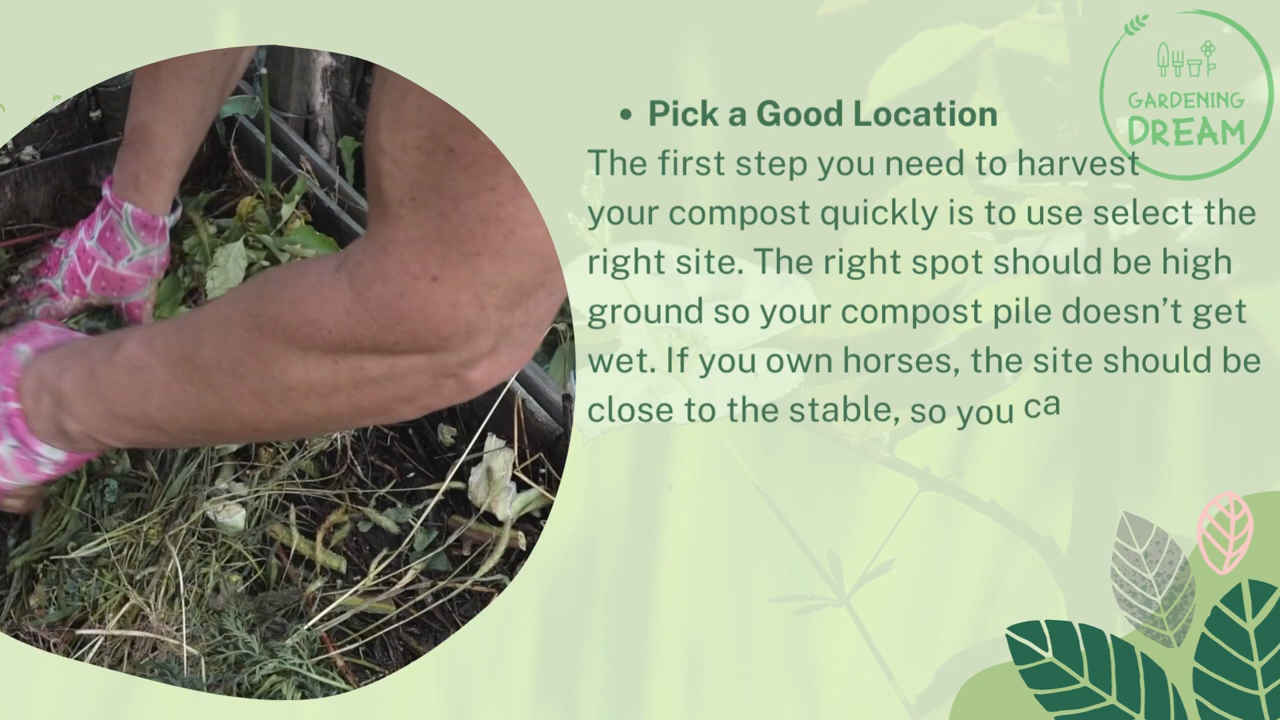 GARDENING
DREAM
• Pick a Good Location
The first step you need to harvest
your compost quickly is to use select the
right site. The right spot should be high
ground so your compost pile doesn’t get
wet. If you own horses, the site should be
close to the stable, so you ca